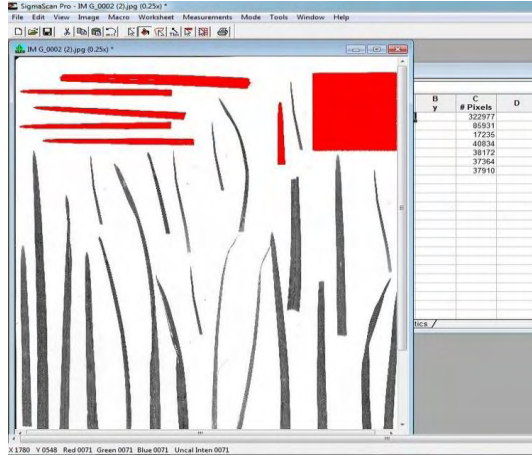 SigmaScan Pro - IM G_0002 (2).jpg (0.25x) *
File Edit View Image Macro Worksheet Measurements Mode Tools Window Help
IM G_0002 (2).jpg (0.25x) *
B C D
y # Pixels
322977
85931
17235
40834
38172
37364
37910
tics
X 1780 Y 0548 Red 0071 Green 0071 Blue 0071 Uncal Inten 0071